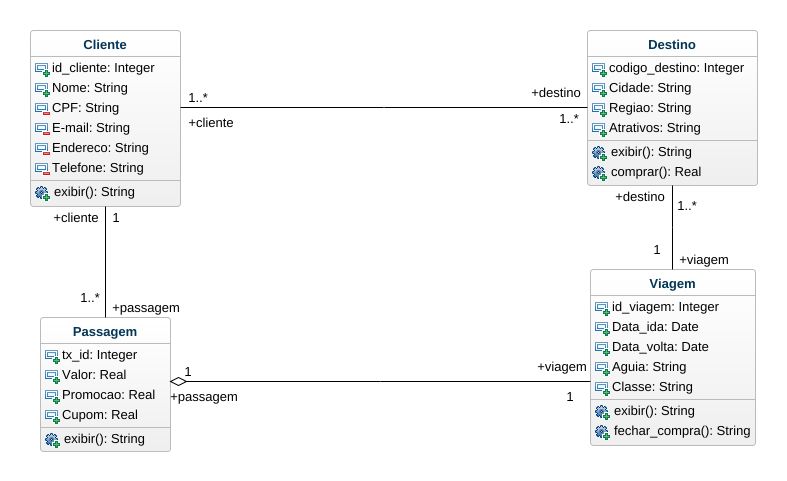 Cliente
id_cliente: Integer
Nome: String
CPF: String
E-mail: String
Endereco: String
Telefone: String
exibir(): String
1..*
+cliente
+destino
1..*
Destino
codigo_destino: Integer
Cidade: String
Regiao: String
Atrativos: String
exibir(): String
comprar(): Real
+cliente
1
1..*
+passagem
+destino
1..*
1
+viagem
Passagem
tx_id: Integer
Valor: Real
Promocao: Real
Cupom: Real
exibir(): String
1
+passagem
+viagem
1
Viagem
id_viagem: Integer
Data_ida: Date
Data_volta: Date
Aguia: String
Classe: String
exibir(): String
fechar_compra(): String